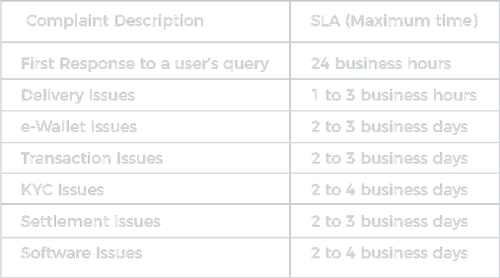 Complaint Description SLA (Maximum time)
First Response to a user's query 24 business hours
Delivery Issues 1 to 3 business hours
e-Wallet Issues 2 to 3 business days
Transaction Issues 2 to 3 business days
KYC Issues 2 to 4 business days
Settlement Issues 2 to 3 business days
Software Issues 2 to 4 business days